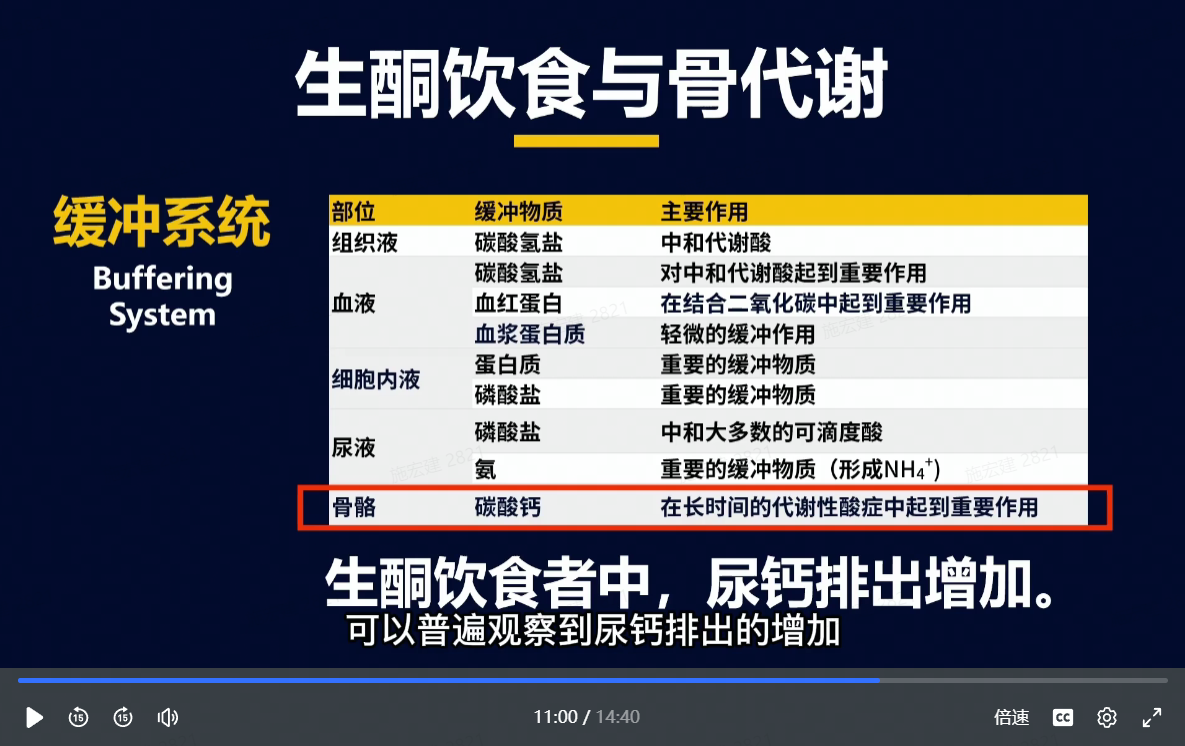 生酮饮食与骨代谢
缓冲系统
Buffering
System
部位 缓冲物质 主要作用
组织液 碳酸氢盐 中和代谢酸
血液 碳酸氢盐 对中和代谢酸起到重要作用
血红蛋白 在结合二氧化碳中起到重要作用
血浆蛋白质 轻微的缓冲作用
细胞内液 蛋白质 重要的缓冲物质
磷酸盐 重要的缓冲物质
尿液 磷酸盐 中和大多数的可滴度酸
氨 重要的缓冲物质（形成NH₄⁺)
骨骼 碳酸钙 在长时间的代谢性酸症中起到重要作用
施宏建 2821
施宏建 2821
生酮饮食者中，尿钙排出增加。
可以普遍观察到尿钙排出的增加
15 15 11:00 / 14:40 倍速 CC